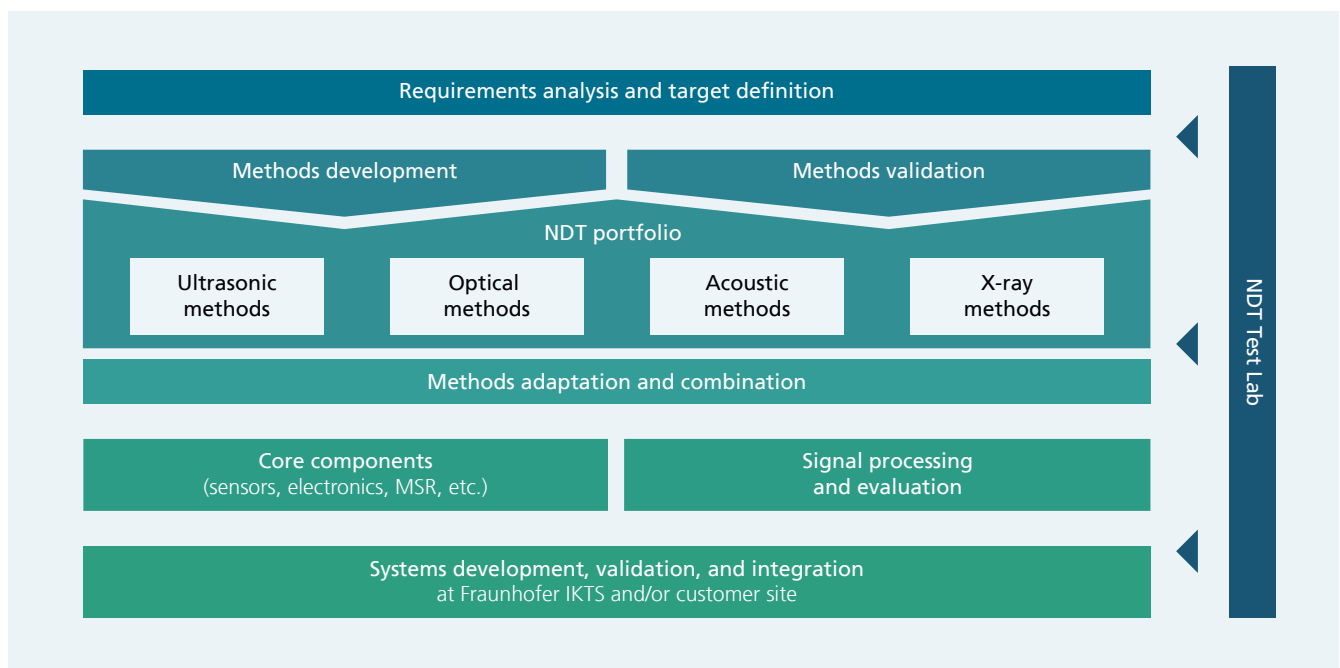 Requirements analysis and target definition
Methods development
Methods validation
NDT portfolio
Ultrasonic
methods
Optical
methods
Acoustic
methods
X-ray
methods
Methods adaptation and combination
Core components
(sensors, electronics, MSR, etc.)
Signal processing
and evaluation
Systems development, validation, and integration
at Fraunhofer IKTS and/or customer site
NDT Test Lab